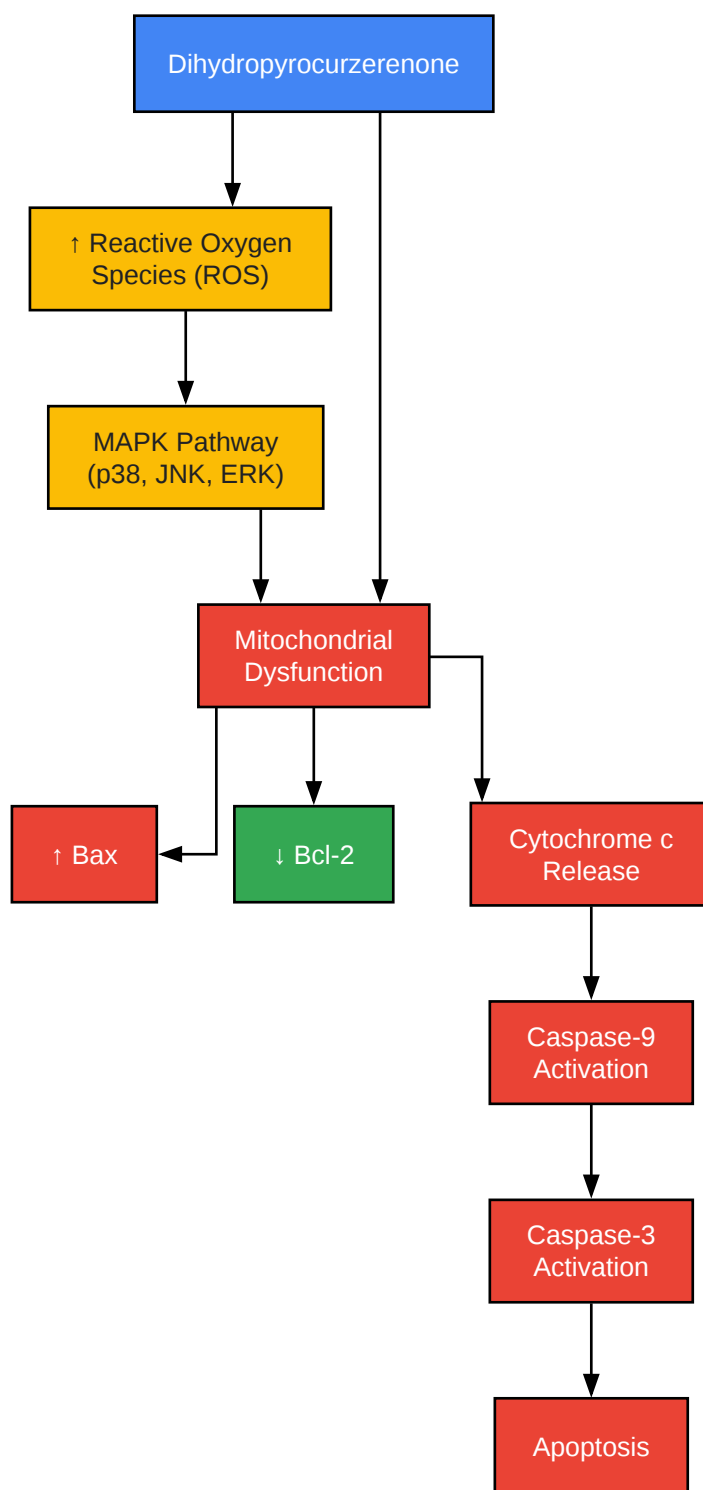 Dihydropyrocurzerenone
↑ Reactive Oxygen
Species (ROS)
MAPK Pathway
(p38, JNK, ERK)
Mitochondrial
Dysfunction
↑ Bax
↓ Bcl-2
Cytochrome c
Release
Caspase-9
Activation
Caspase-3
Activation
Apoptosis